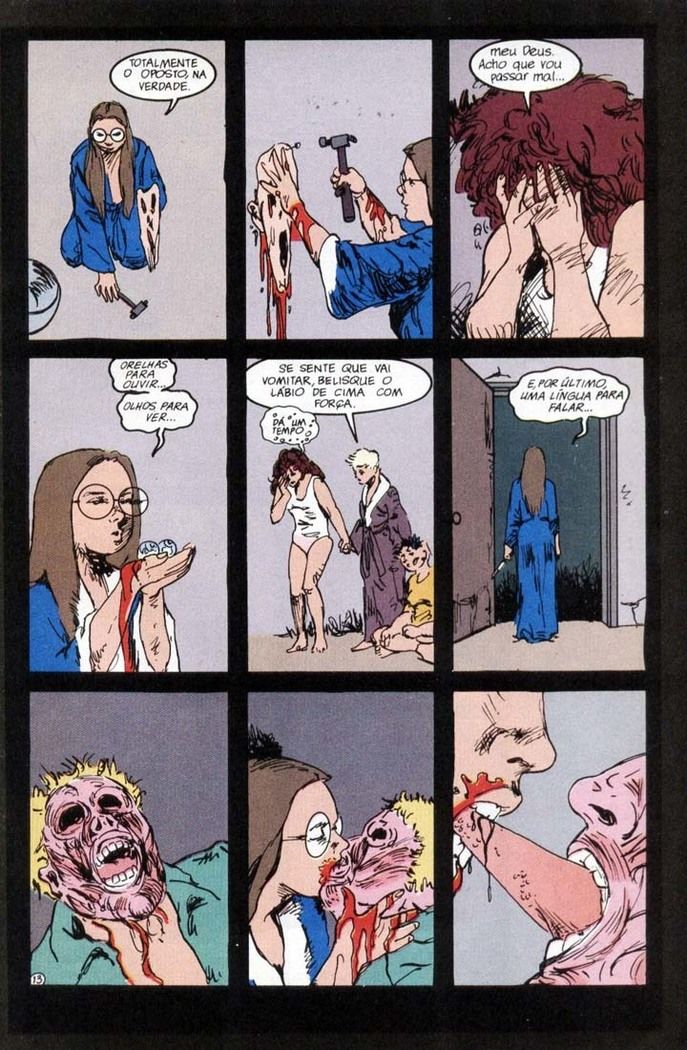 TOTALMENTE
O OPOSTO, NA
VERDADE.
meu Deus.
Acho que vou
passar mal...
ORELHAS
PARA
OUVIR...
OLHOS PARA
VER...
SE SENTE QUE VAI
VOMITAR, BELISQUE O
LÁBIO DE CIMA COM
FORÇA.
DÁ UM
TEMPO
E, POR ÚLTIMO,
UMA LÍNGUA PARA
FALAR...
13